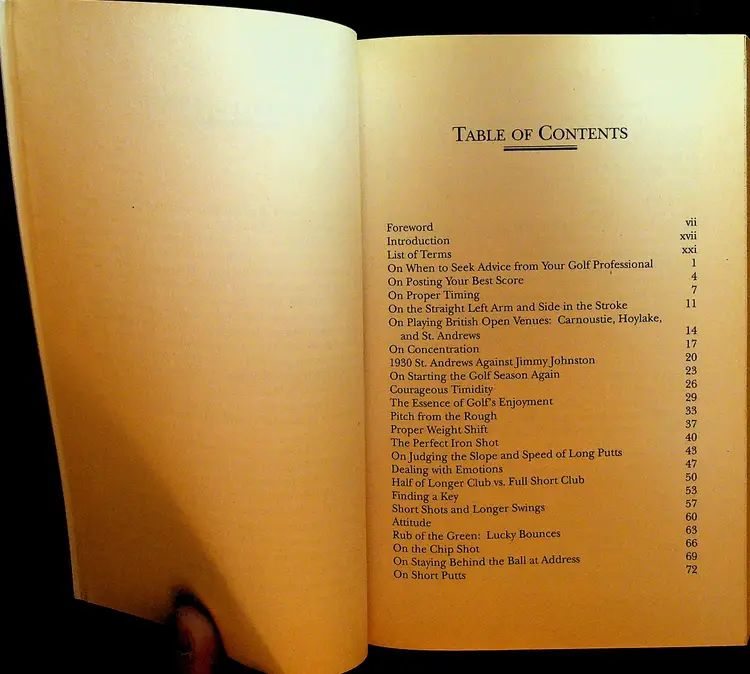 TABLE OF CONTENTS
Foreword vii
Introduction xvii
List of Terms xxi
On When to Seek Advice from Your Golf Professional 1
On Posting Your Best Score 4
On Proper Timing 7
On the Straight Left Arm and Side in the Stroke 11
On Playing British Open Venues: Carnoustie, Hoylake,
and St. Andrews 14
On Concentration 17
1930 St. Andrews Against Jimmy Johnston 20
On Starting the Golf Season Again 23
Courageous Timidity 26
The Essence of Golf's Enjoyment 29
Pitch from the Rough 33
Proper Weight Shift 37
The Perfect Iron Shot 40
On Judging the Slope and Speed of Long Putts 43
Dealing with Emotions 47
Half of Longer Club vs. Full Short Club 50
Finding a Key 53
Short Shots and Longer Swings 57
Attitude 60
Rub of the Green: Lucky Bounces 63
On the Chip Shot 66
On Staying Behind the Ball at Address 69
On Short Putts 72